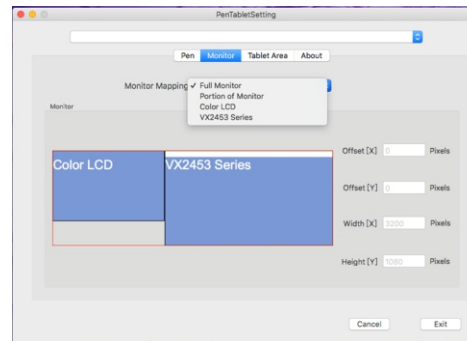 PenTabletSetting
Pen Monitor Tablet Area About
Monitor Mapping ✓ Full Monitor
Portion of Monitor
Color LCD
VX2453 Series
Monitor
Color LCD VX2453 Series
Offset [X] 0 Pixels
Offset [Y] 0 Pixels
Width [X] 3200 Pixels
Height [Y] 1080 Pixels
Cancel Exit